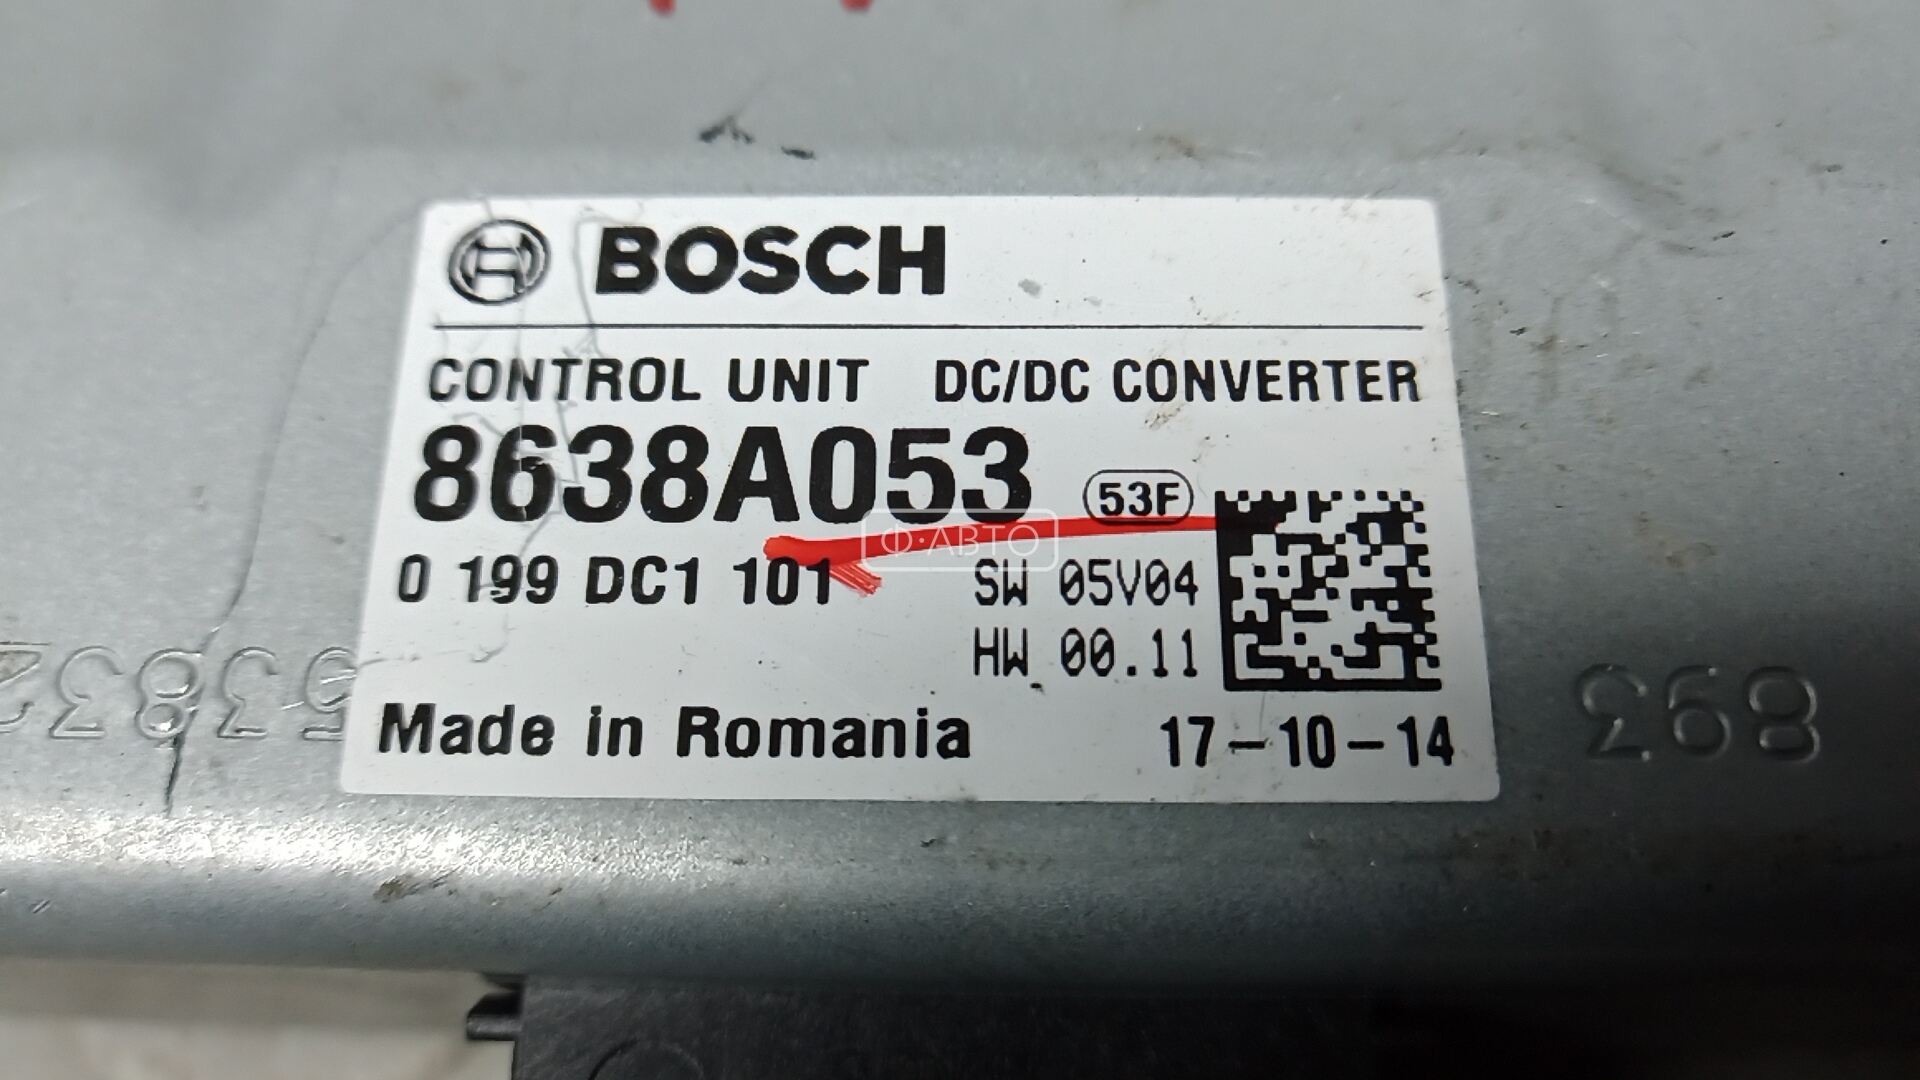 BOSCH
CONTROL UNIT DC/DC CONVERTER
8638A053 53F
Ф·АВТО
0 199 DC1 101 SW 05V04
HW 00.11
Made in Romania 17-10-14
893